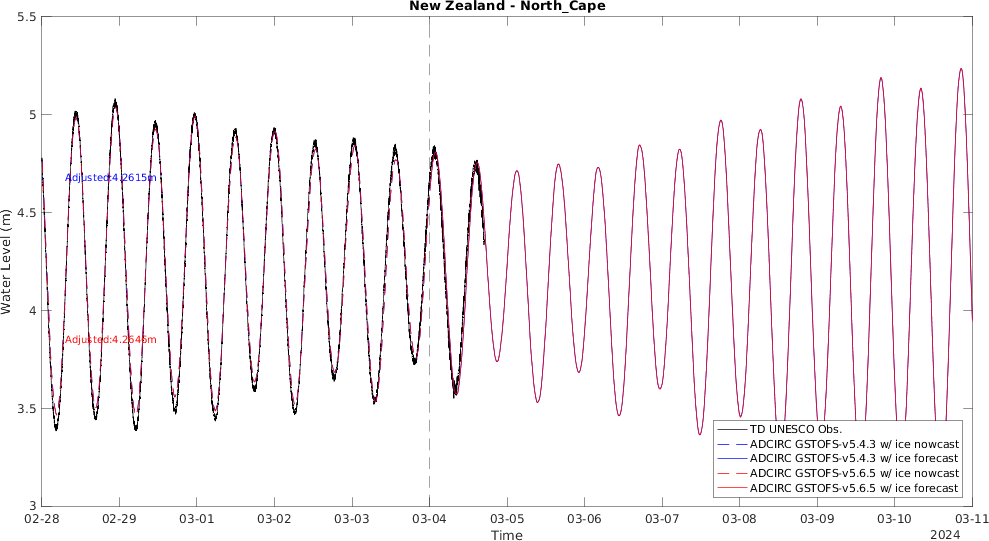 New Zealand - North_Cape
5.5
5
4.5
4
3.5
3
Water Level (m)
Adjusted:4.2615m
Adjusted:4.2646m
TD UNESCO Obs.
ADCIRC GSTOFS-v5.4.3 w/ ice nowcast
ADCIRC GSTOFS-v5.4.3 w/ ice forecast
ADCIRC GSTOFS-v5.6.5 w/ ice nowcast
ADCIRC GSTOFS-v5.6.5 w/ ice forecast
02-28 02-29 03-01 03-02 03-03 03-04 03-05 03-06 03-07 03-08 03-09 03-10 03-11
Time
2024